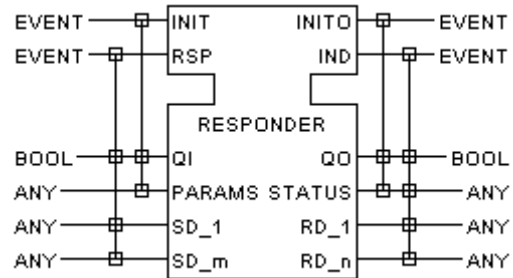 EVENT INIT INITO EVENT
EVENT RSP IND EVENT
RESPONDER
BOOL QI QO BOOL
ANY PARAMS STATUS ANY
ANY SD_1 RD_1 ANY
ANY SD_m RD_n ANY